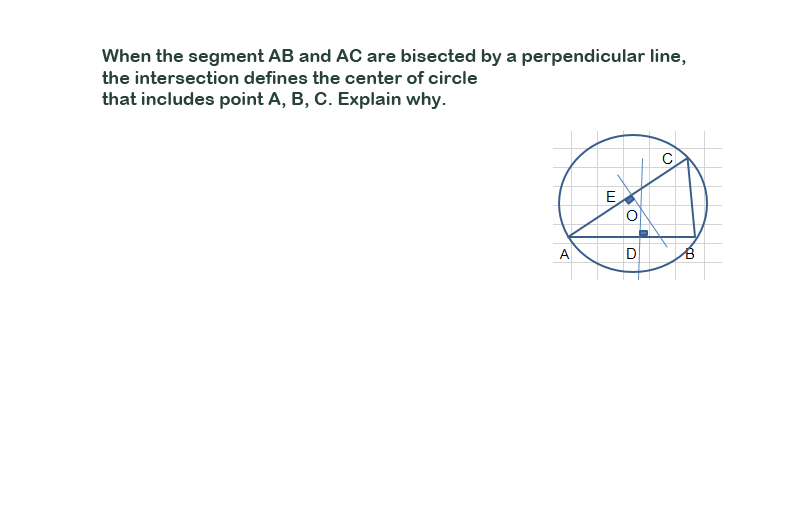 When the segment AB and AC are bisected by a perpendicular line,
the intersection defines the center of circle
that includes point A, B, C. Explain why.
C
E
O
A D B